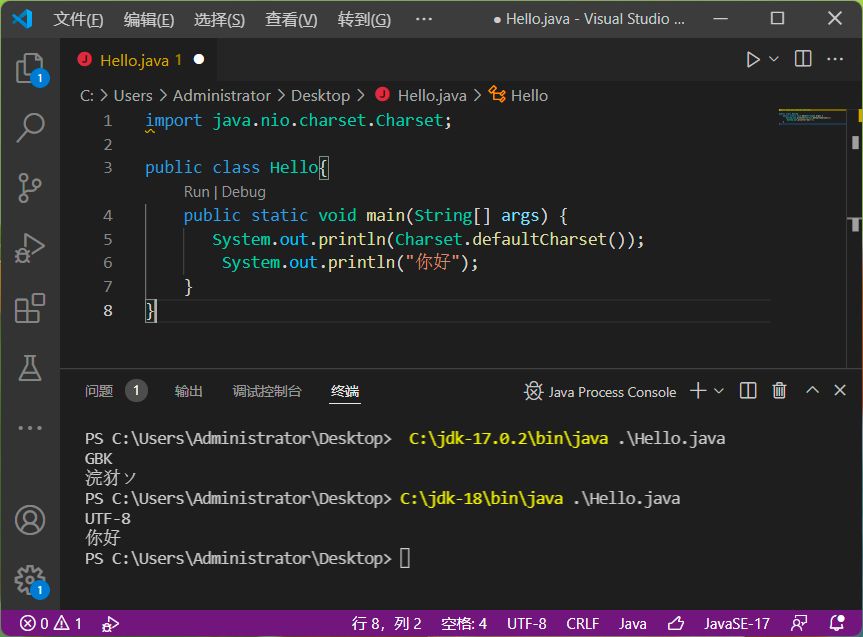 文件(F) 编辑(E) 选择(S) 查看(V) 转到(G) ··· ● Hello.java - Visual Studio ...
J Hello.java 1 ●
C: > Users > Administrator > Desktop > J Hello.java > Hello
1 import java.nio.charset.Charset;
2
3 public class Hello{
Run | Debug
4 public static void main(String[] args) {
5 System.out.println(Charset.defaultCharset());
6 System.out.println("你好");
7 }
8 }
1
问题 1 输出 调试控制台 终端 Java Process Console
PS C:\Users\Administrator\Desktop> C:\jdk-17.0.2\bin\java .\Hello.java
GBK
浣犲ソ
PS C:\Users\Administrator\Desktop> C:\jdk-18\bin\java .\Hello.java
UTF-8
你好
PS C:\Users\Administrator\Desktop>
1
0 1 行 8，列 2 空格: 4 UTF-8 CRLF Java JavaSE-17